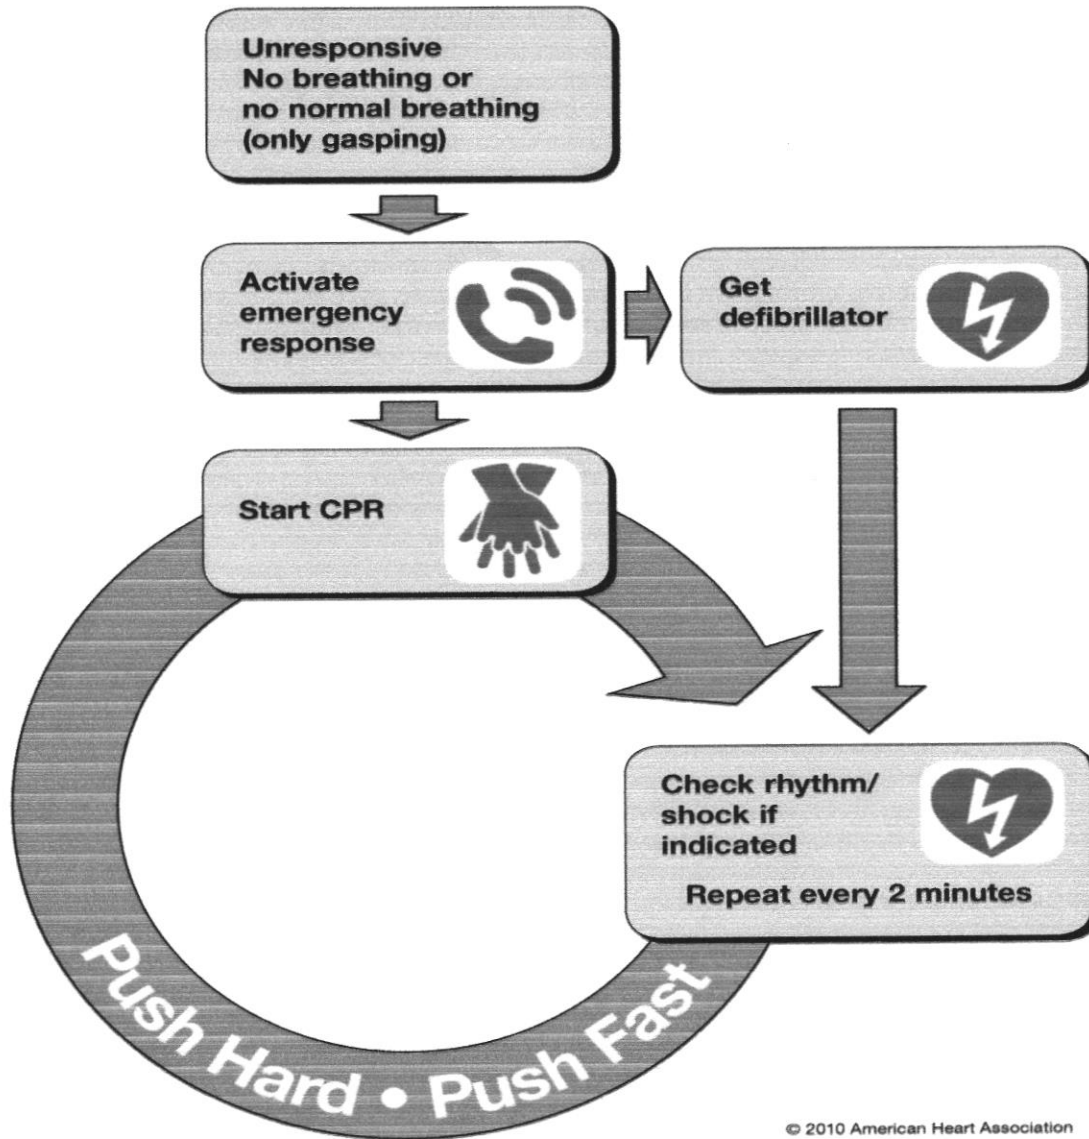 Unresponsive
No breathing or
no normal breathing
(only gasping)
Activate
emergency
response
Get
defibrillator
Start CPR
Check rhythm/
shock if
indicated
Repeat every 2 minutes
Push Hard • Push Fast
© 2010 American Heart Association